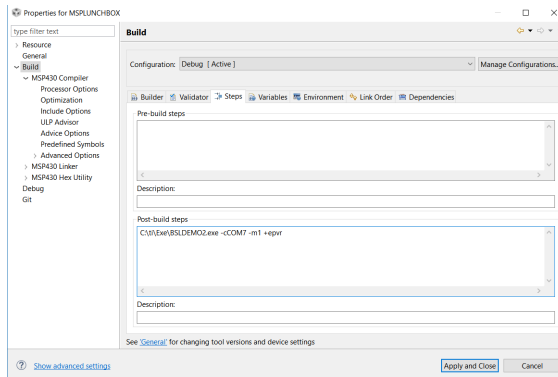 Properties for MSPLUNCHBOX
type filter text
Build
Resource
General
Build
MSP430 Compiler
Processor Options
Optimization
Include Options
ULP Advisor
Advice Options
Predefined Symbols
Advanced Options
MSP430 Linker
MSP430 Hex Utility
Debug
Git
Configuration: Debug [ Active ]
Manage Configurations...
Builder Validator Steps Variables Environment Link Order Dependencies
Pre-build steps
Description:
Post-build steps
C:\ti\Exe\BSLDEMO2.exe -cCOM7 -m1 +epvr
Description:
See 'General' for changing tool versions and device settings
Show advanced settings
Apply and Close Cancel